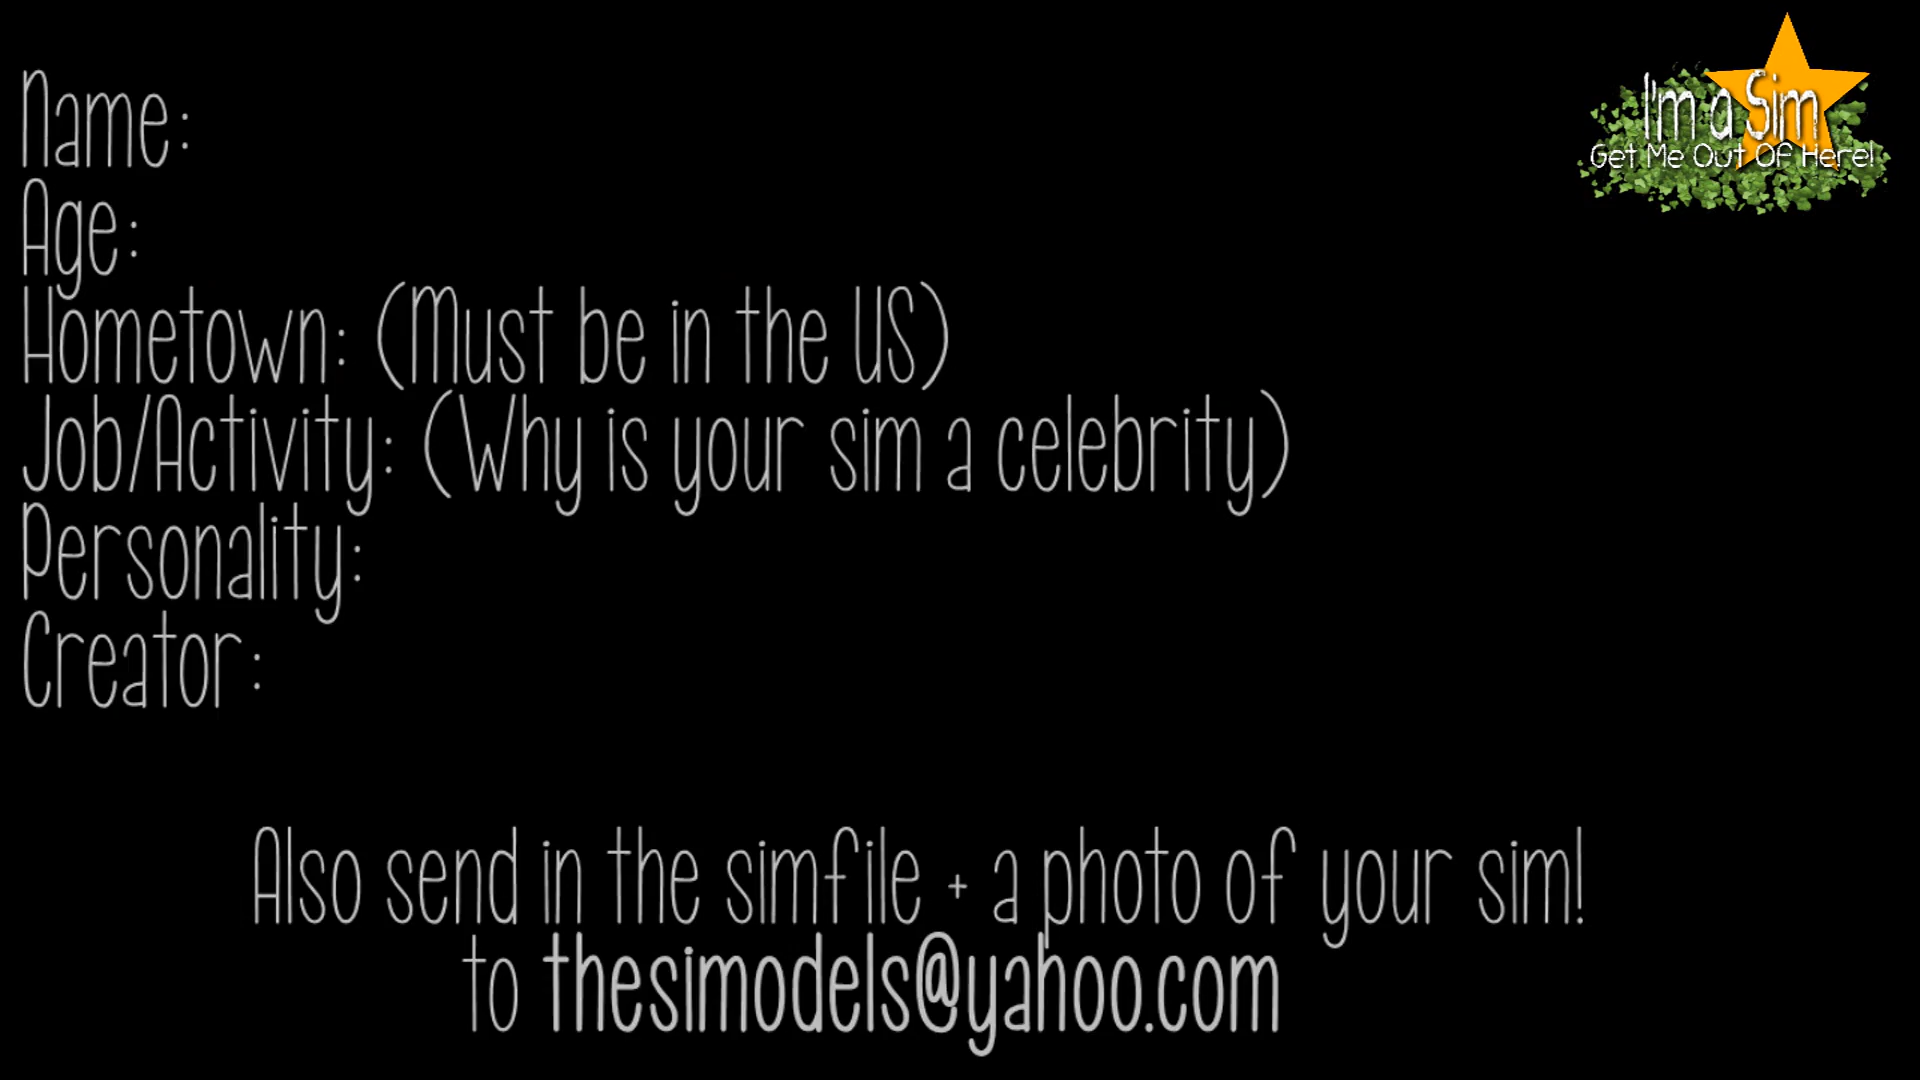 Name:
Age:
Hometown: (Must be in the US)
Job/Activity: (Why is your sim a celebrity)
Personality:
Creator:
Also send in the simfile + a photo of your sim!
to thesimodels@yahoo.com
I'm a Sim
Get Me Out Of Here!